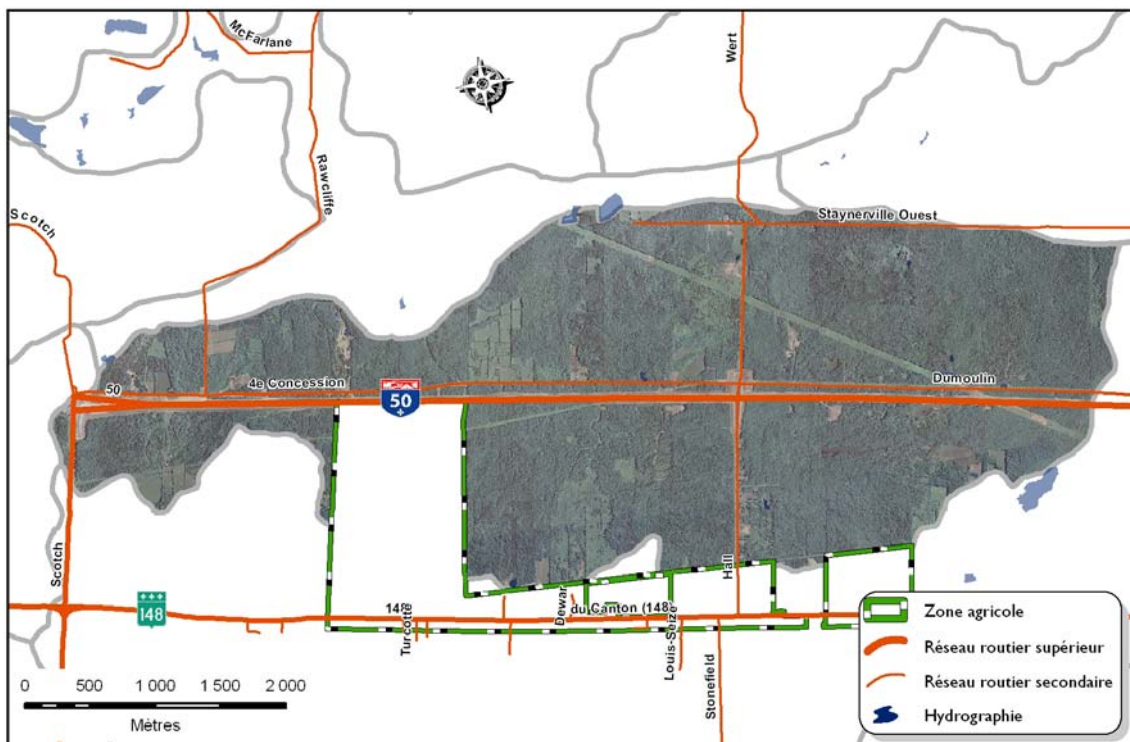 McFarlane
Wert
Rawcliffe
Scotch
Staynerville Ouest
50
4e Concession
50
Dumoulin
Scotch
Hall
148
148
Turcotte
Dewar
du Canton (148
Louis-Seize
Stonefield
Zone agricole
Réseau routier supérieur
Réseau routier secondaire
Hydrographie
0 500 1 000 1 500 2 000
Mètres